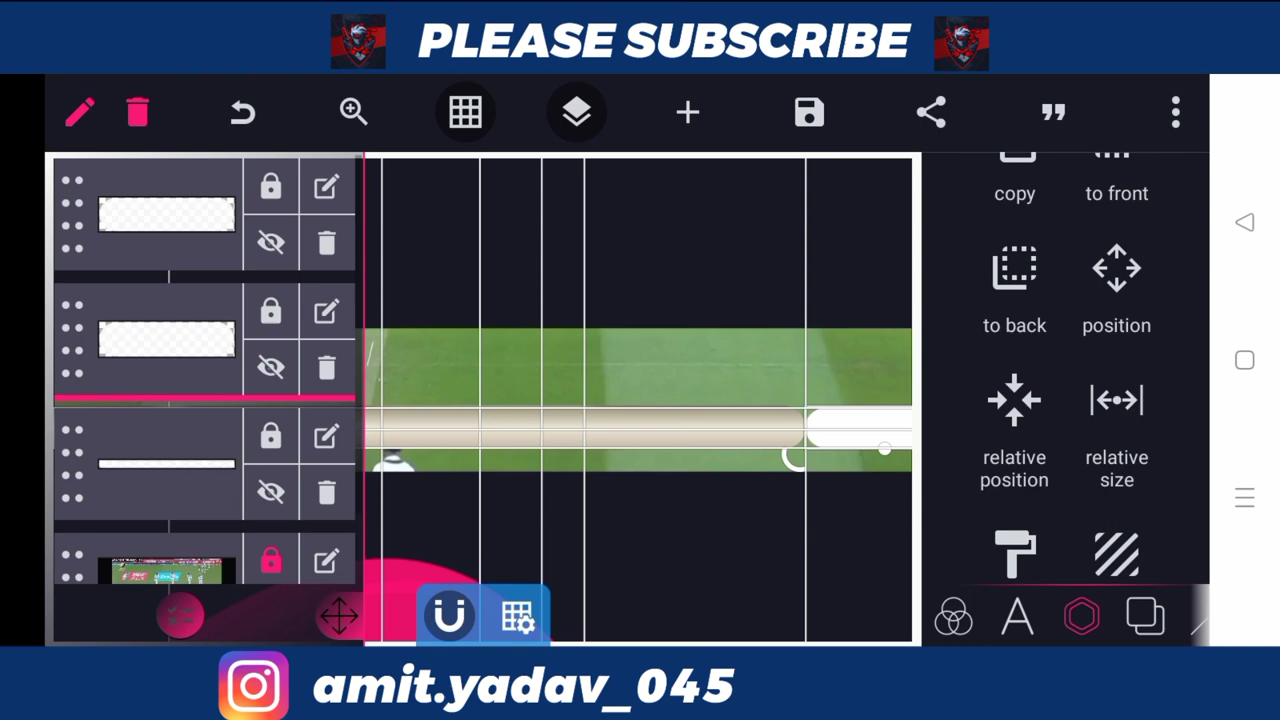 PLEASE SUBSCRIBE
copy
to front
to back
position
relative
position
relative
size
amit.yadav_045